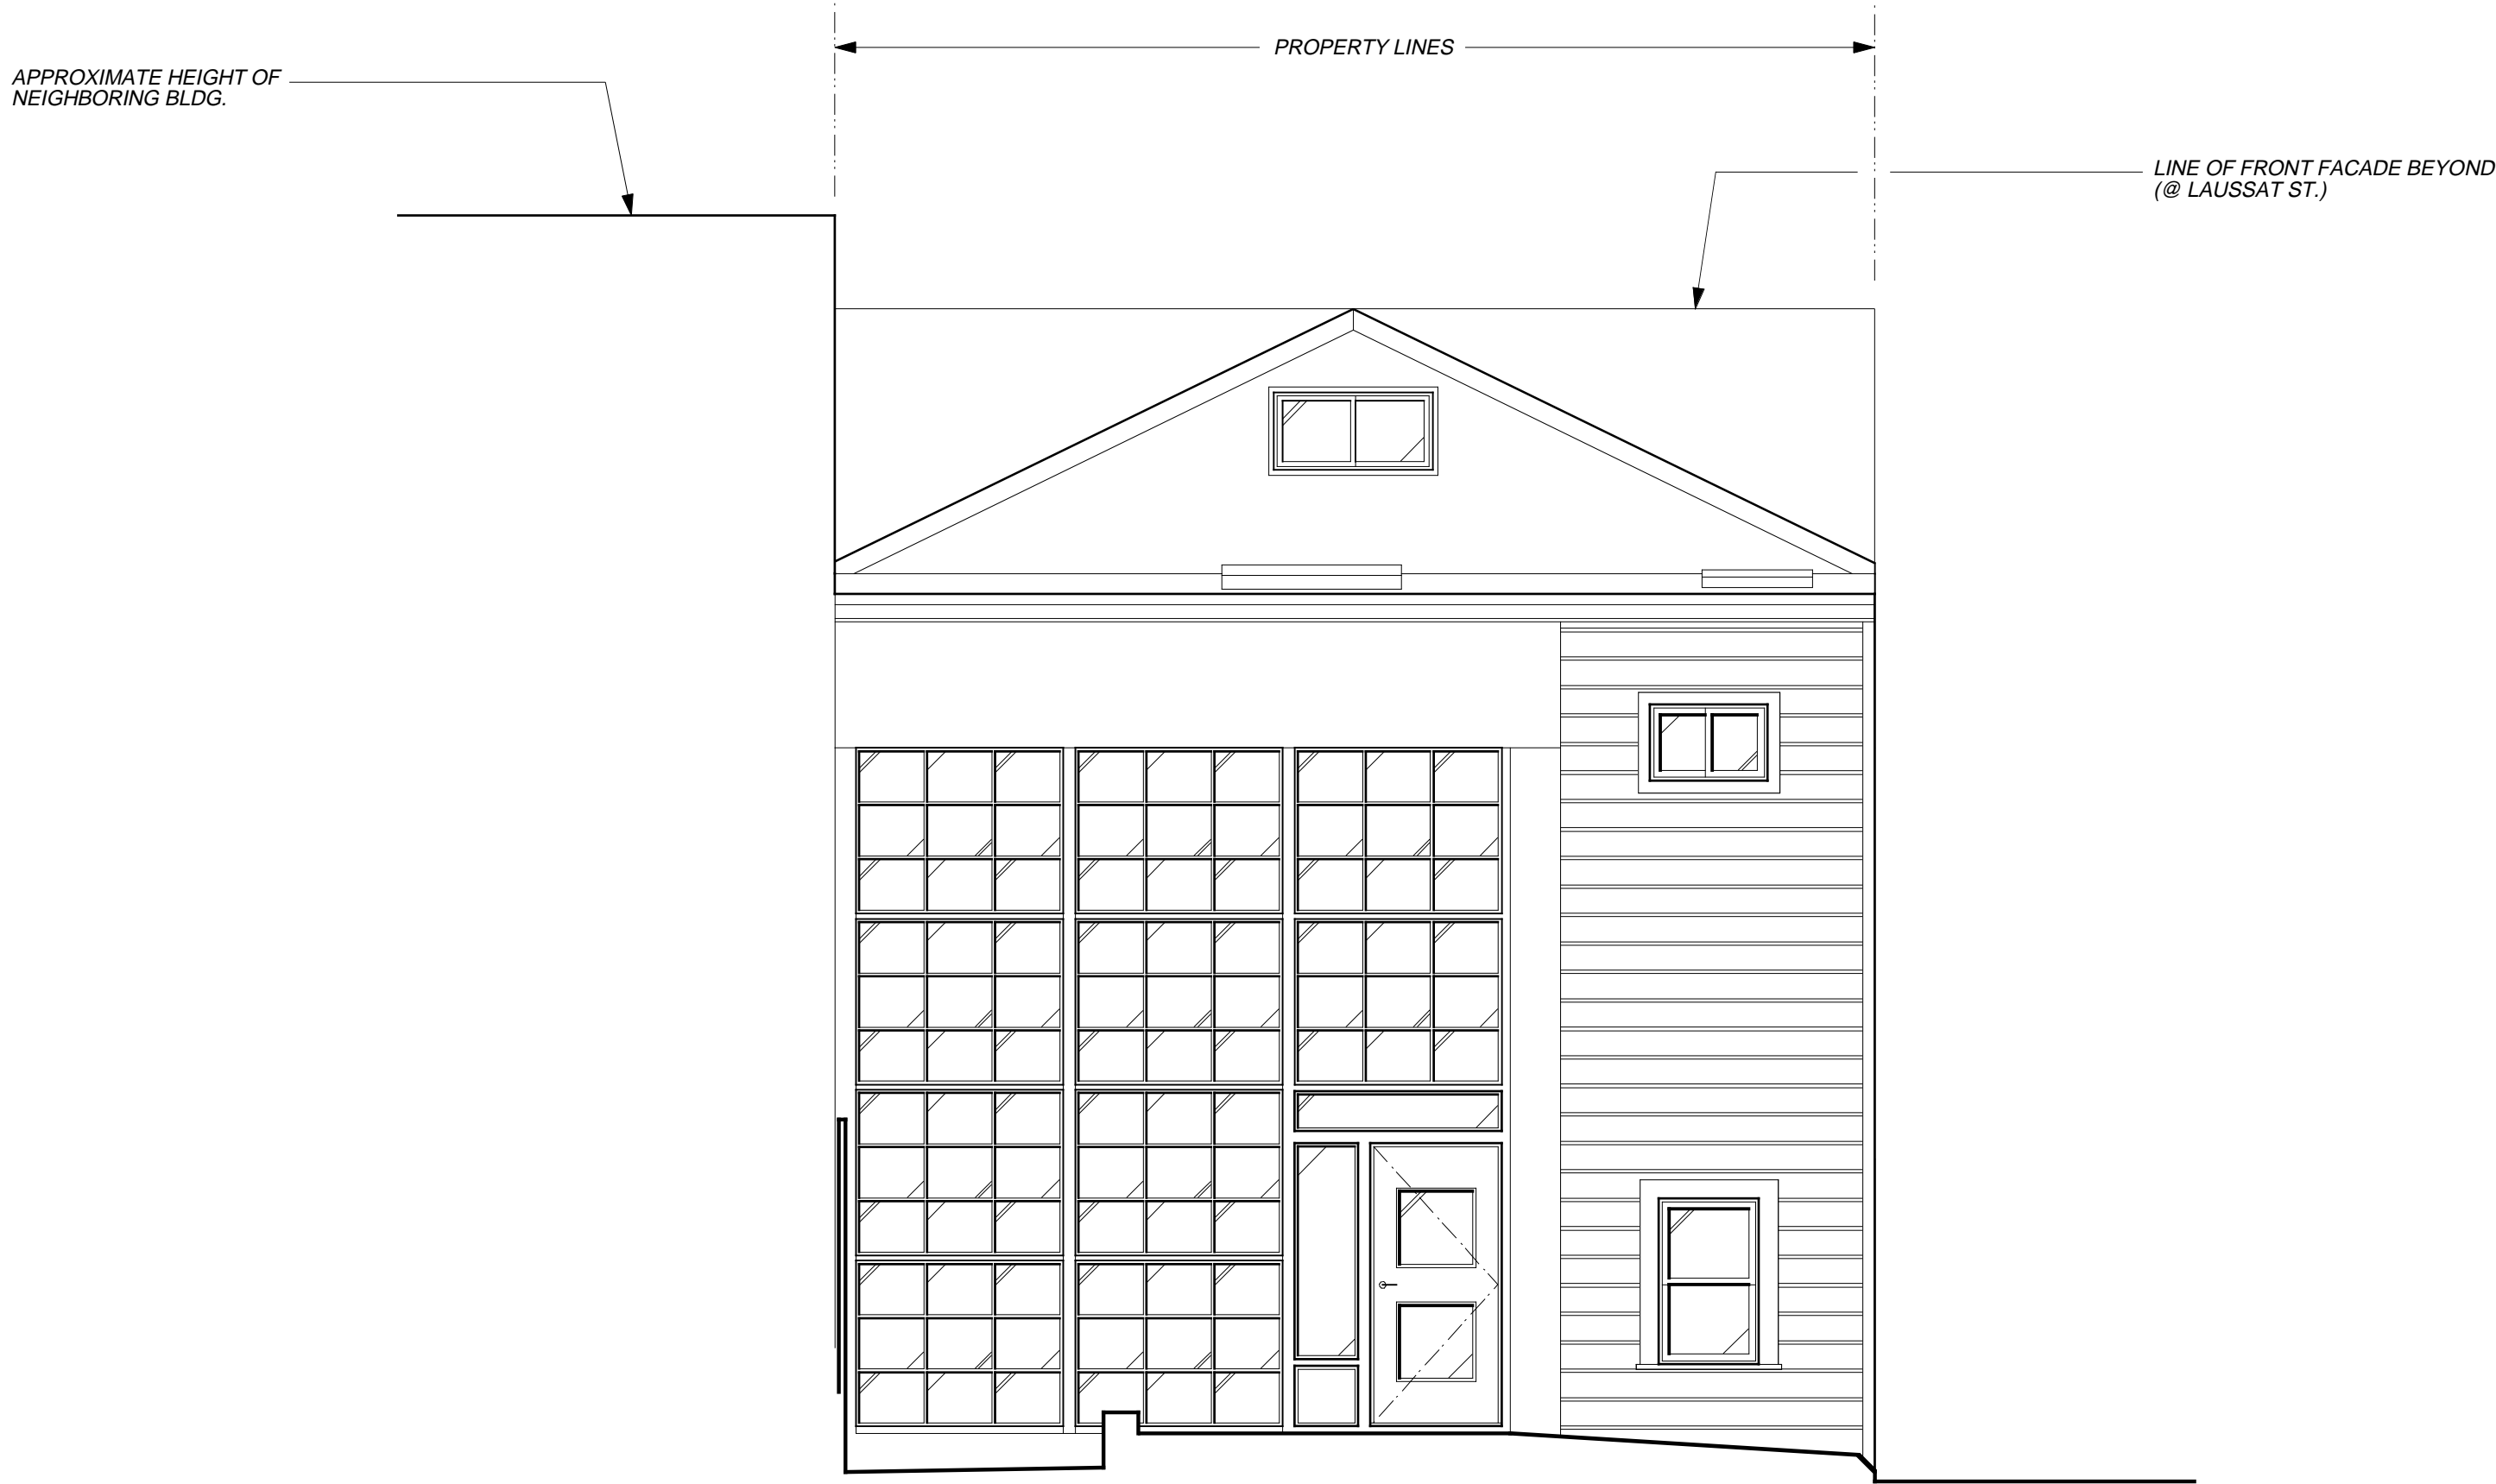 PROPERTY LINES
APPROXIMATE HEIGHT OF
NEIGHBORING BLDG.
LINE OF FRONT FACADE BEYOND
(@ LAUSSAT ST.)